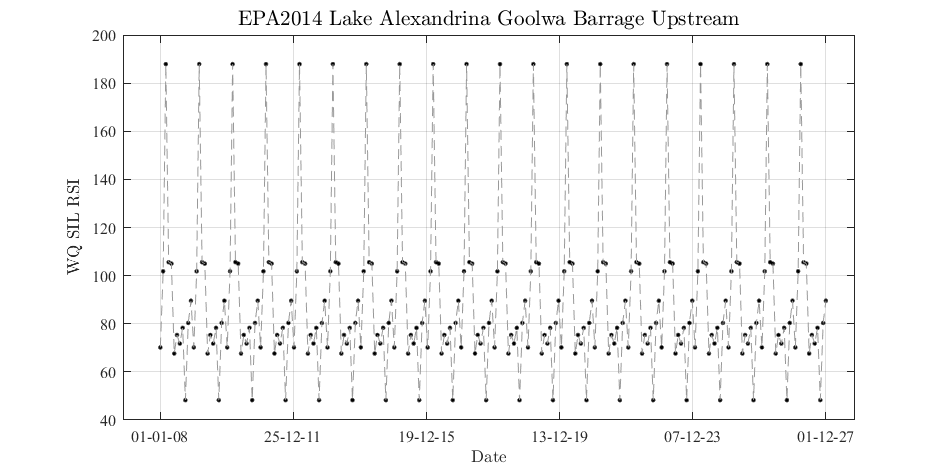 EPA2014 Lake Alexandrina Goolwa Barrage Upstream
200
180
160
140
120
100
80
60
40
WQ SIL RSI
01-01-08 25-12-11 19-12-15 13-12-19 07-12-23 01-12-27
Date